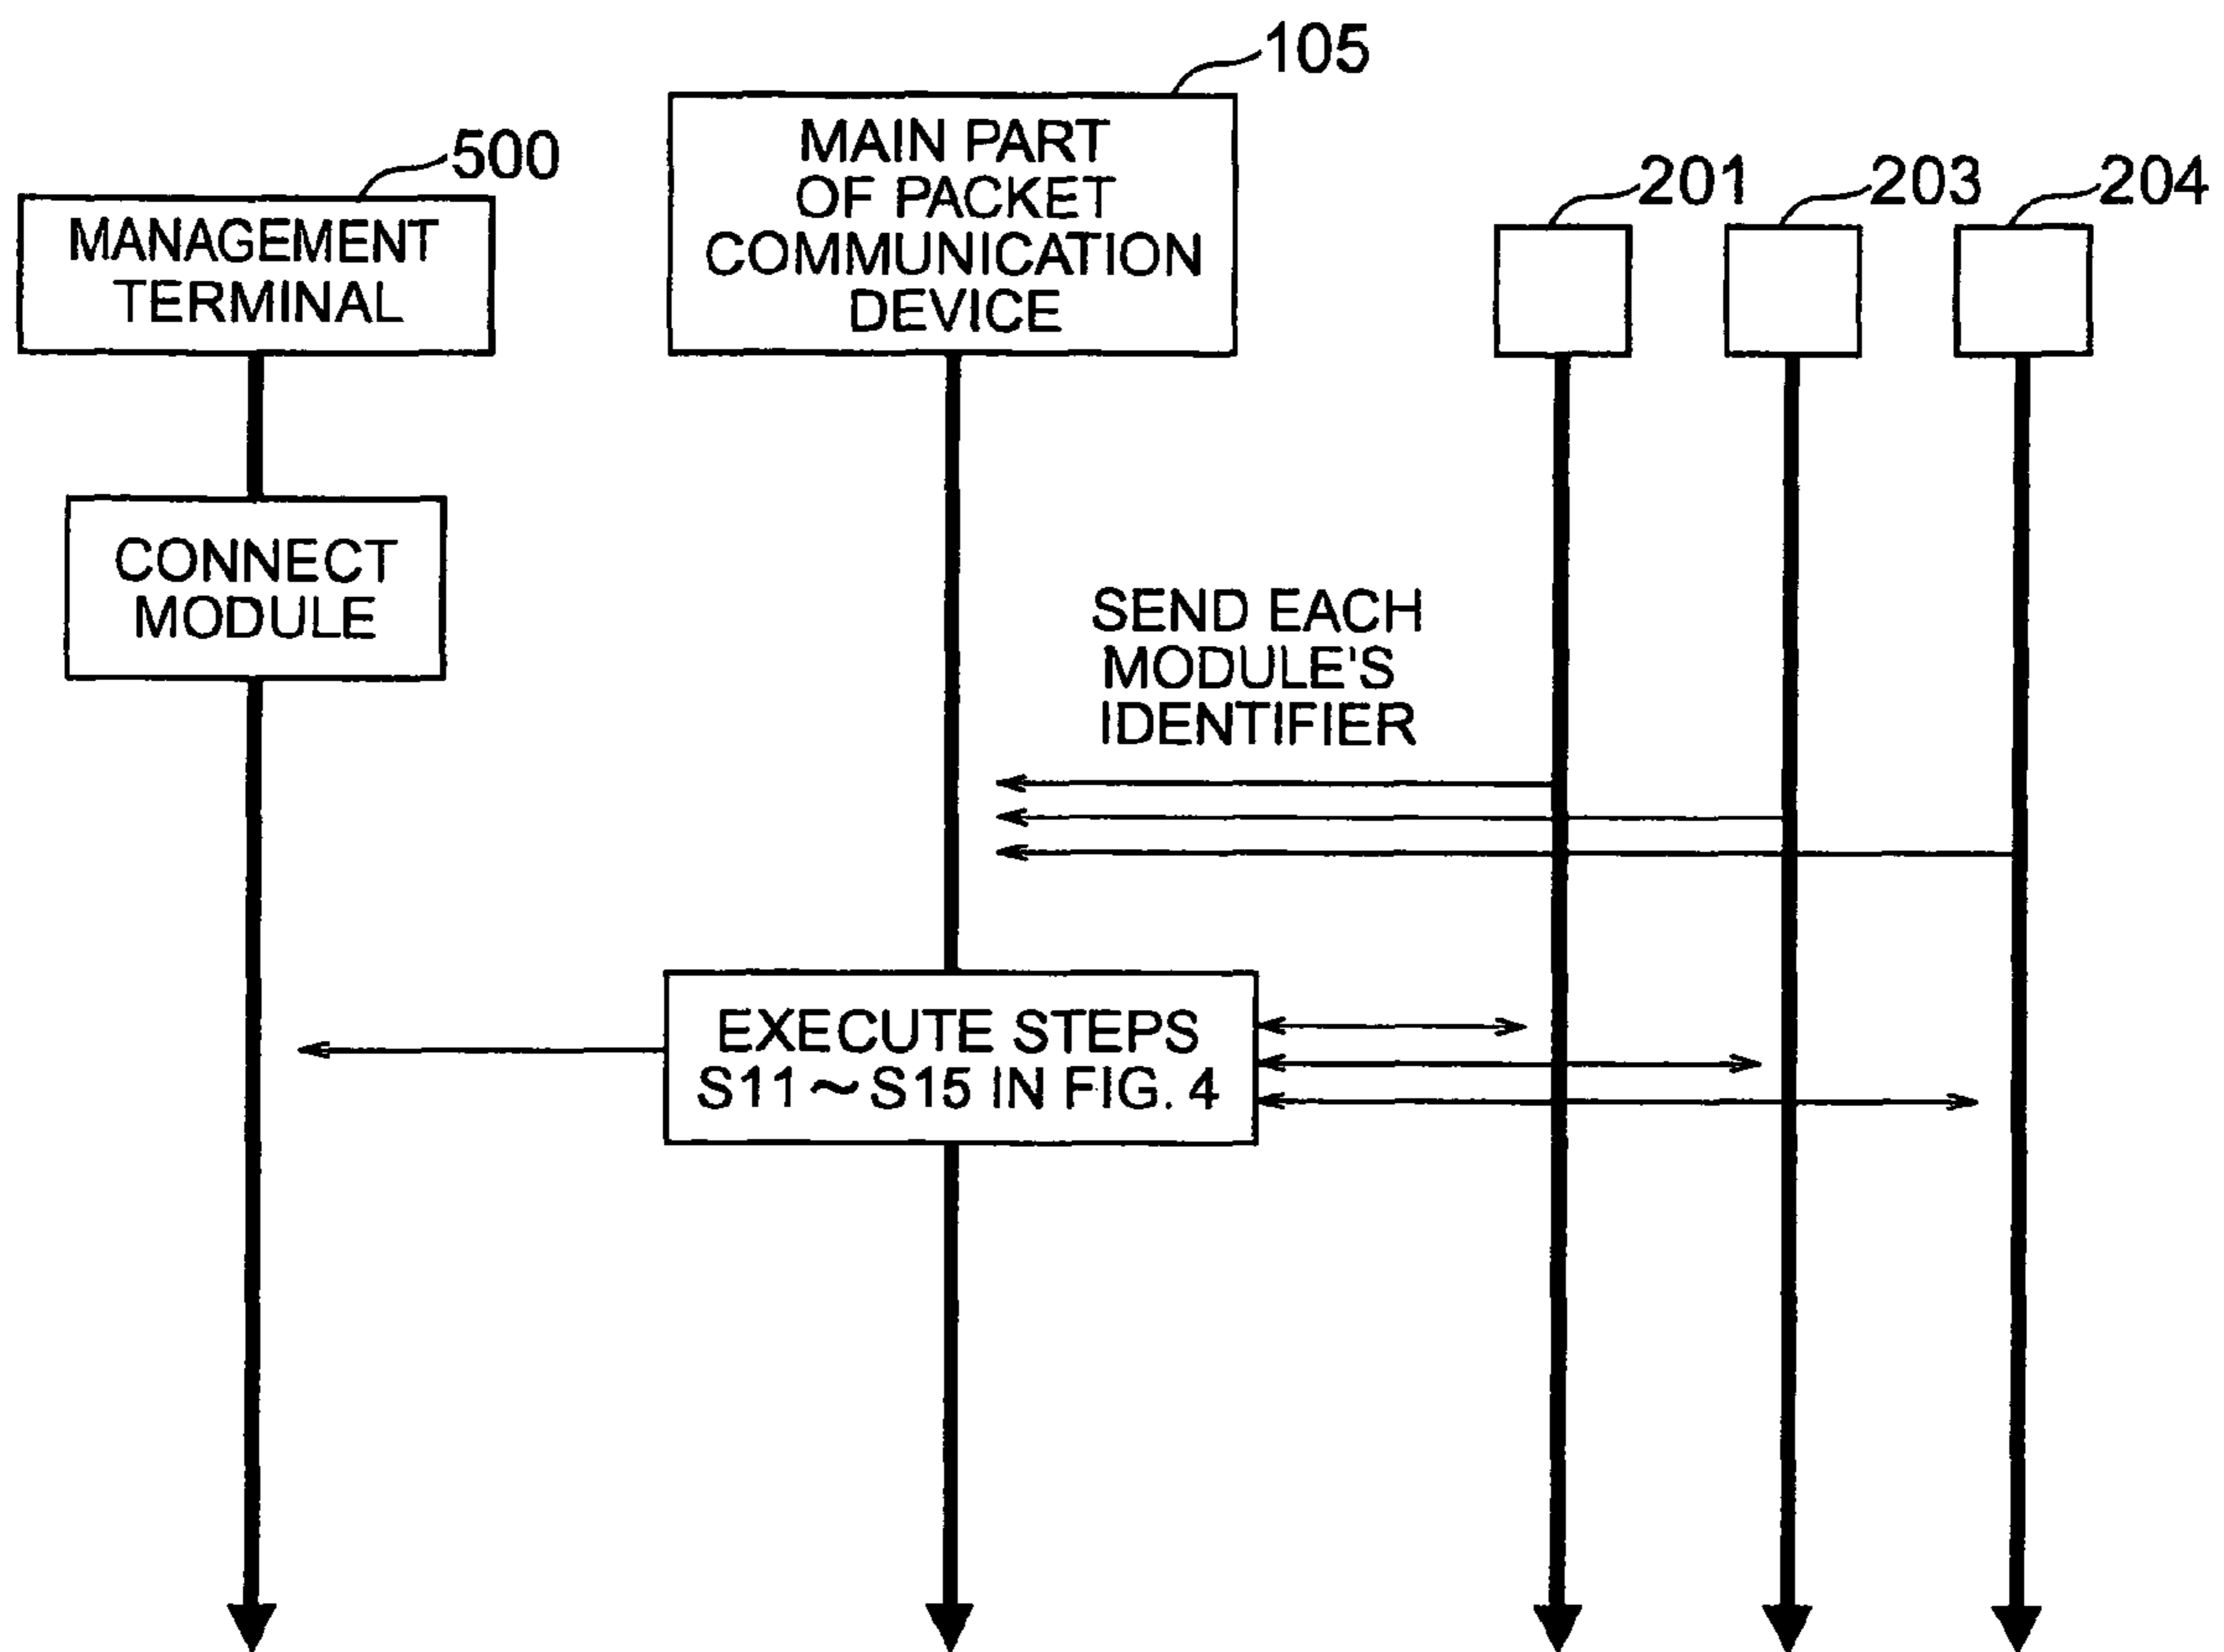 105
500
MAIN PART
OF PACKET
COMMUNICATION
DEVICE
201
203
204
MANAGEMENT
TERMINAL
CONNECT
MODULE
SEND EACH
MODULE'S
IDENTIFIER
EXECUTE STEPS
S11～S15 IN FIG. 4